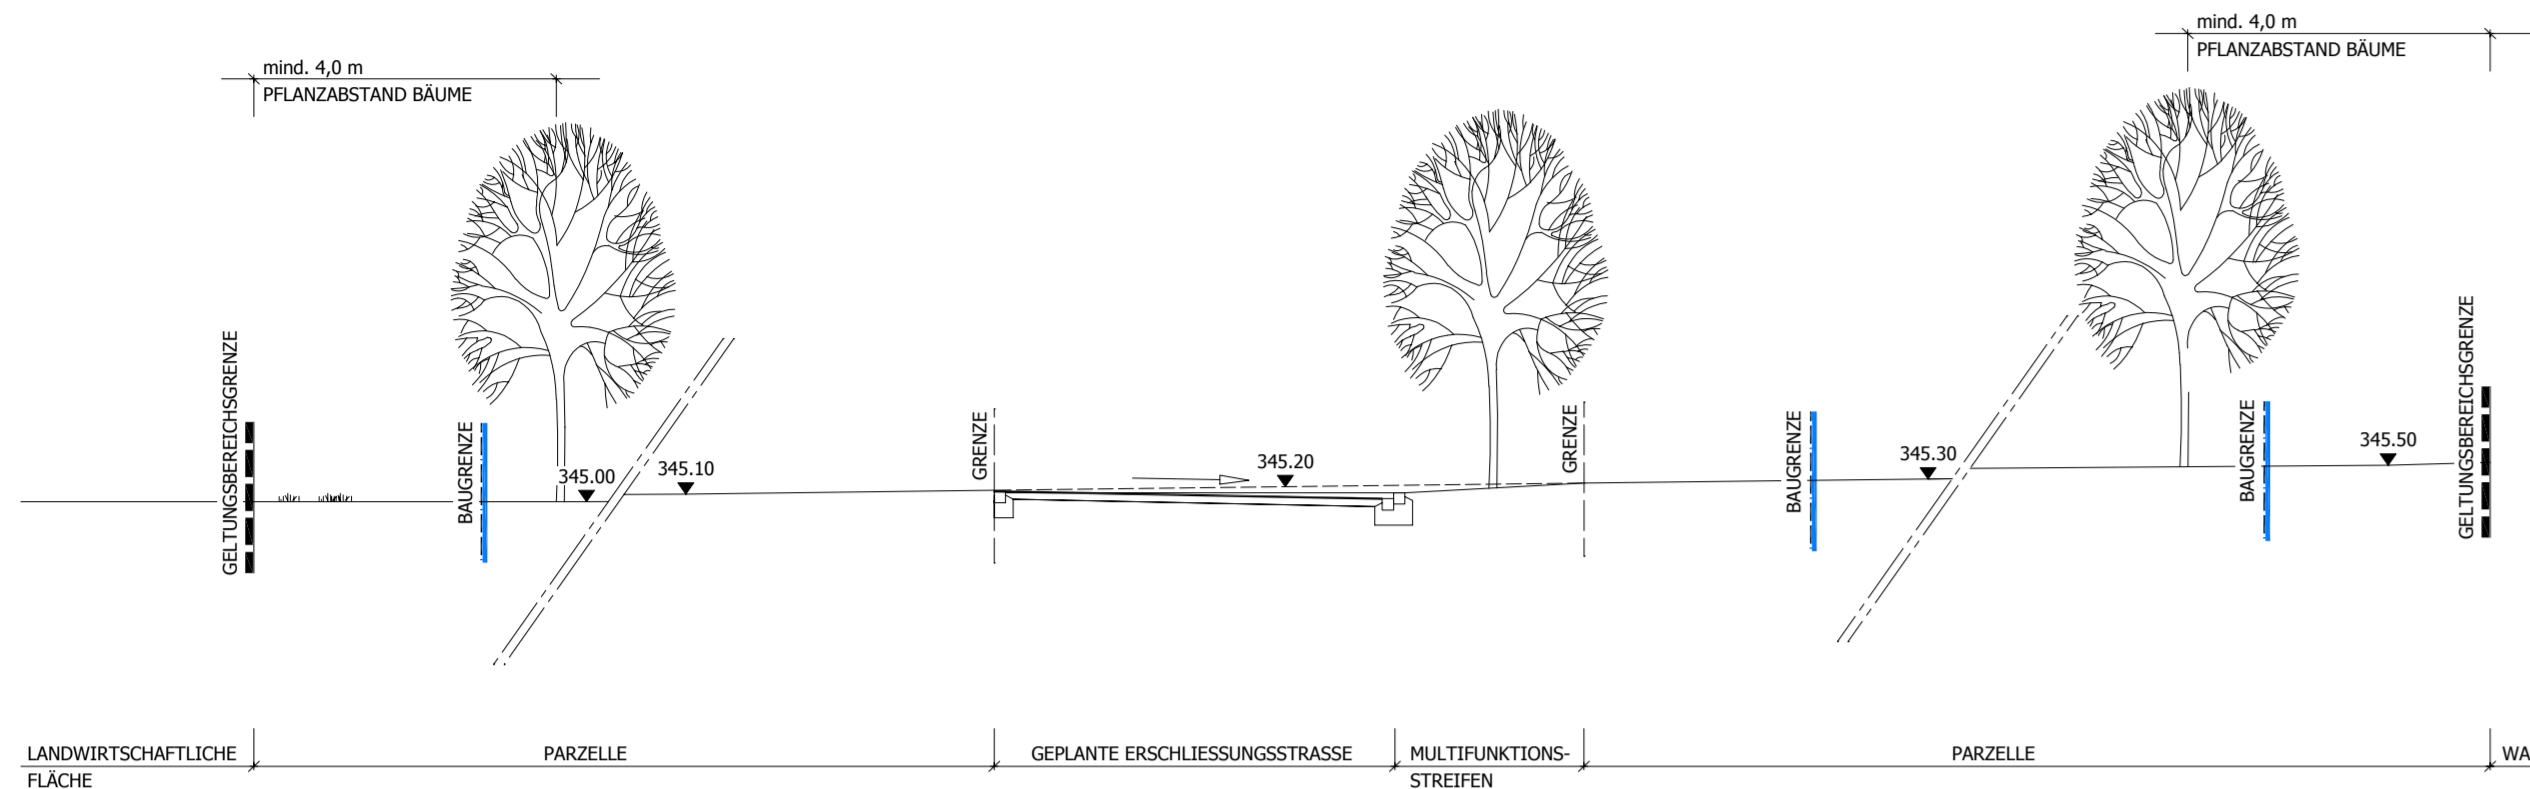 mind. 4,0 m
PFLANZABSTAND BÄUME
mind. 4,0 m
PFLANZABSTAND BÄUME
GELTUNGSBEREICHSGRENZE
BAUGRENZE
345.00
345.10
GRENZE
345.20
GRENZE
BAUGRENZE
345.30
BAUGRENZE
345.50
GELTUNGSBEREICHSGRENZE
LANDWIRTSCHAFTLICHE
FLÄCHE
PARZELLE
GEPLANTE ERSCHLIESSUNGSSTRASSE
MULTIFUNKTIONS-
STREIFEN
PARZELLE
WA